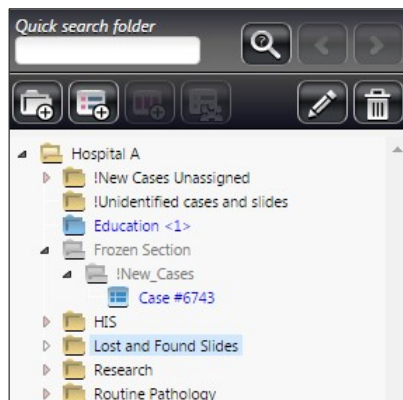 Quick search folder
Hospital A
!New Cases Unassigned
!Unidentified cases and slides
Education <1>
Frozen Section
!New_Cases
Case #6743
HIS
Lost and Found Slides
Research
Routine Pathology